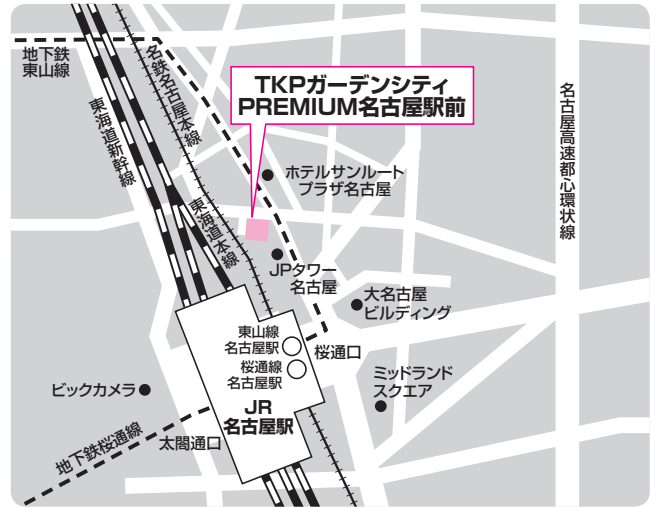 地下鉄
東山線
名鉄名古屋本線
TKPガーデンシティ
PREMIUM名古屋駅前
東海道新幹線
名古屋高速都心環状線
ホテルサンルート
プラザ名古屋
東海道本線
JPタワー
名古屋
大名古屋
ビルディング
東山線
名古屋駅
桜通口
桜通線
名古屋駅
ミッドランド
スクエア
ビックカメラ
JR
名古屋駅
太閤通口
地下鉄桜通線